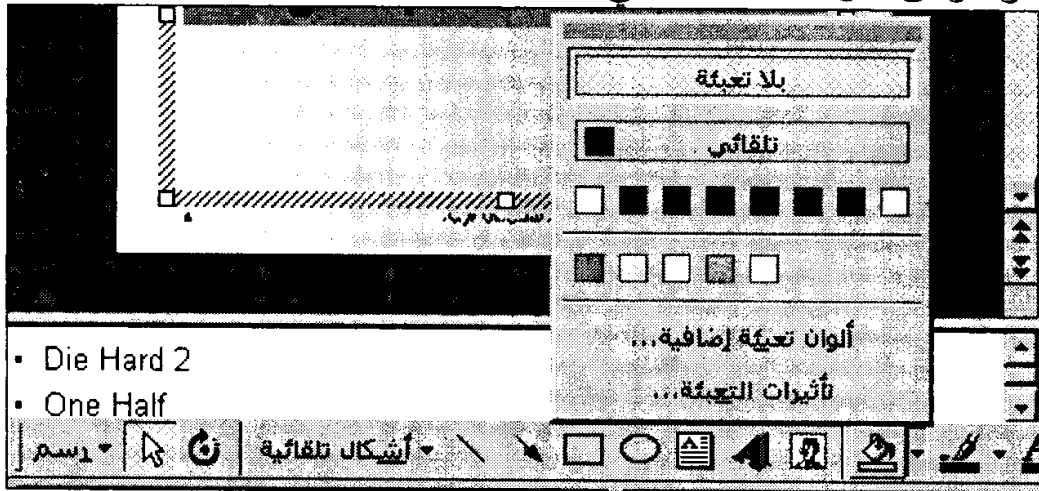 بلا تعبئة
تلقائي
ألوان تعبئة إضافية...
تأثيرات التعبئة...
• Die Hard 2
• One Half
رسم
أشكال تلقائية